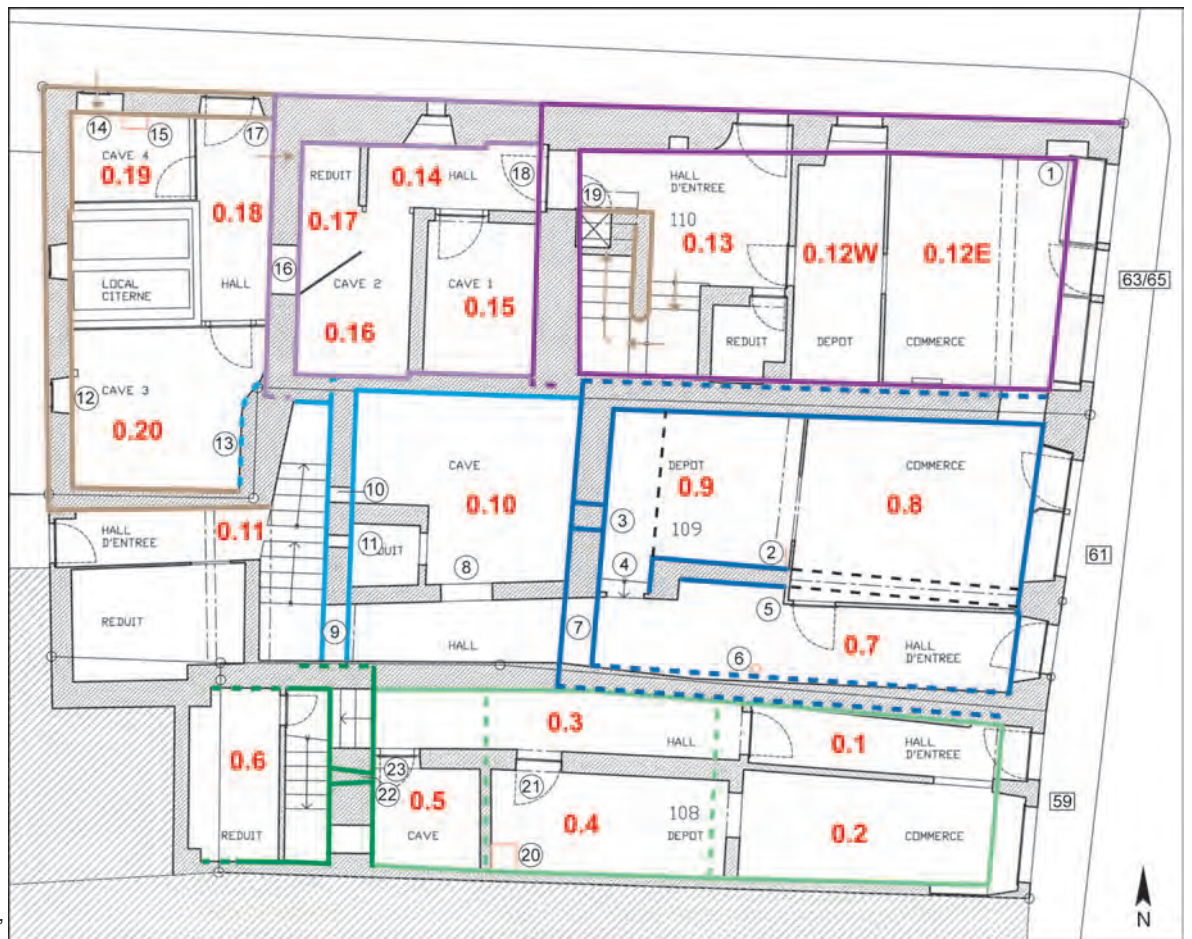 14
15
17
CAVE 4
0.19
0.18
LOCAL
CITERNE
HALL
12
CAVE 3
0.20
13
REDUIT
0.14
HALL
18
0.17
16
CAVE 2
CAVE 1
0.16
0.15
19
HALL
D'ENTREE
110
0.13
REDUIT
0.12W
DEPOT
0.12E
COMMERCE
1
63/65
HALL
D'ENTREE
0.11
REDUIT
10
11
CAVE
0.10
8
9
HALL
DEPOT
0.9
109
3
2
4
5
7
6
COMMERCE
0.8
0.7
HALL
D'ENTREE
61
0.6
REDUIT
0.3
HALL
0.1
HALL
D'ENTREE
23
22
0.5
CAVE
21
0.4
108
DEPOT
20
0.2
COMMERCE
59
N